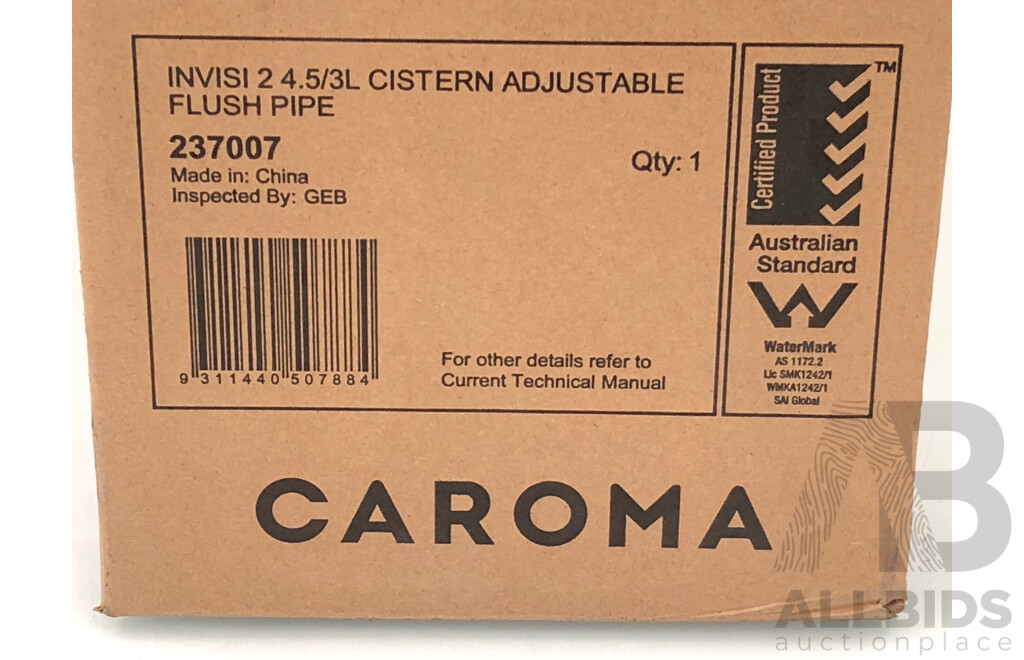 INVISI 2 4.5/3L CISTERN ADJUSTABLE
FLUSH PIPE
237007
Qty: 1
Made in: China
Inspected By: GEB
9 311440 507884
For other details refer to
Current Technical Manual
Certified Product
TM
Australian
Standard
WaterMark
AS 1172.2
Lic SMK1242/1
WMKA1242/1
SAI Global
CAROMA
AB
ALLBIDS
auctionplace